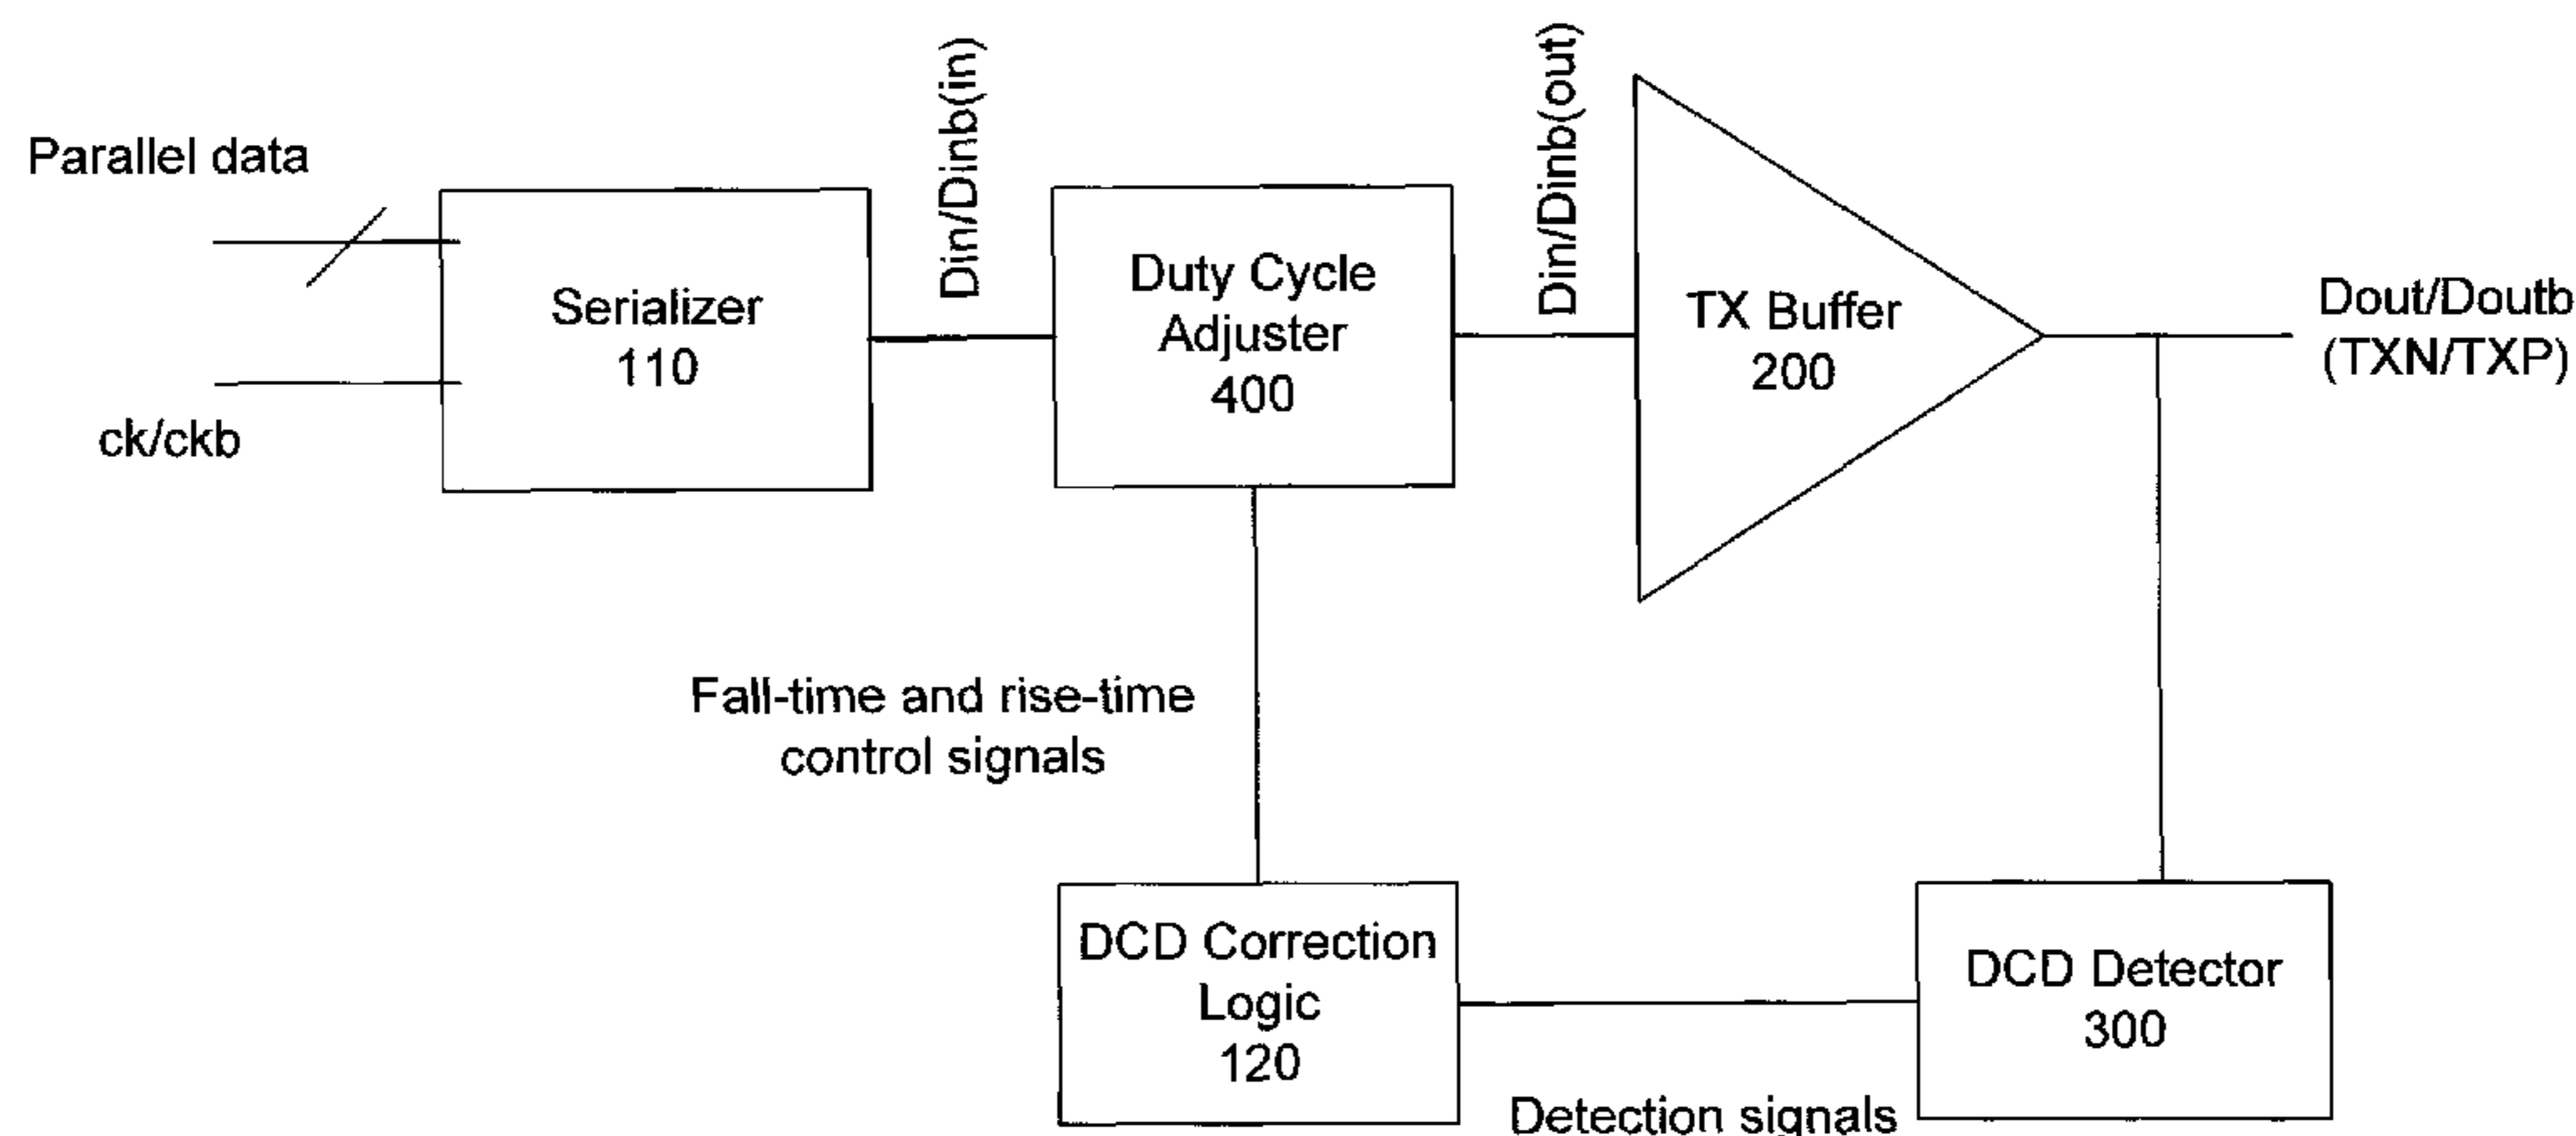 Parallel data
ck/ckb
Serializer
110
Din/Dinb(in)
Duty Cycle
Adjuster
400
Din/Dinb(out)
TX Buffer
200
Dout/Doutb
(TXN/TXP)
Fall-time and rise-time
control signals
DCD Correction
Logic
120
Detection signals
DCD Detector
300